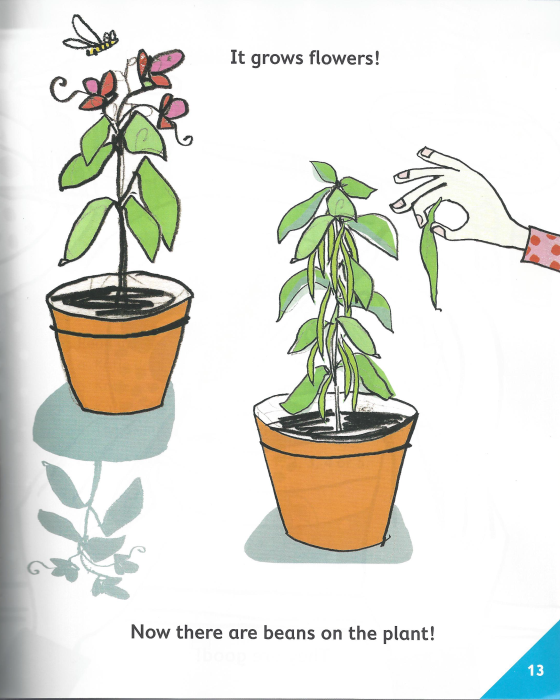 It grows flowers!
Now there are beans on the plant!
13